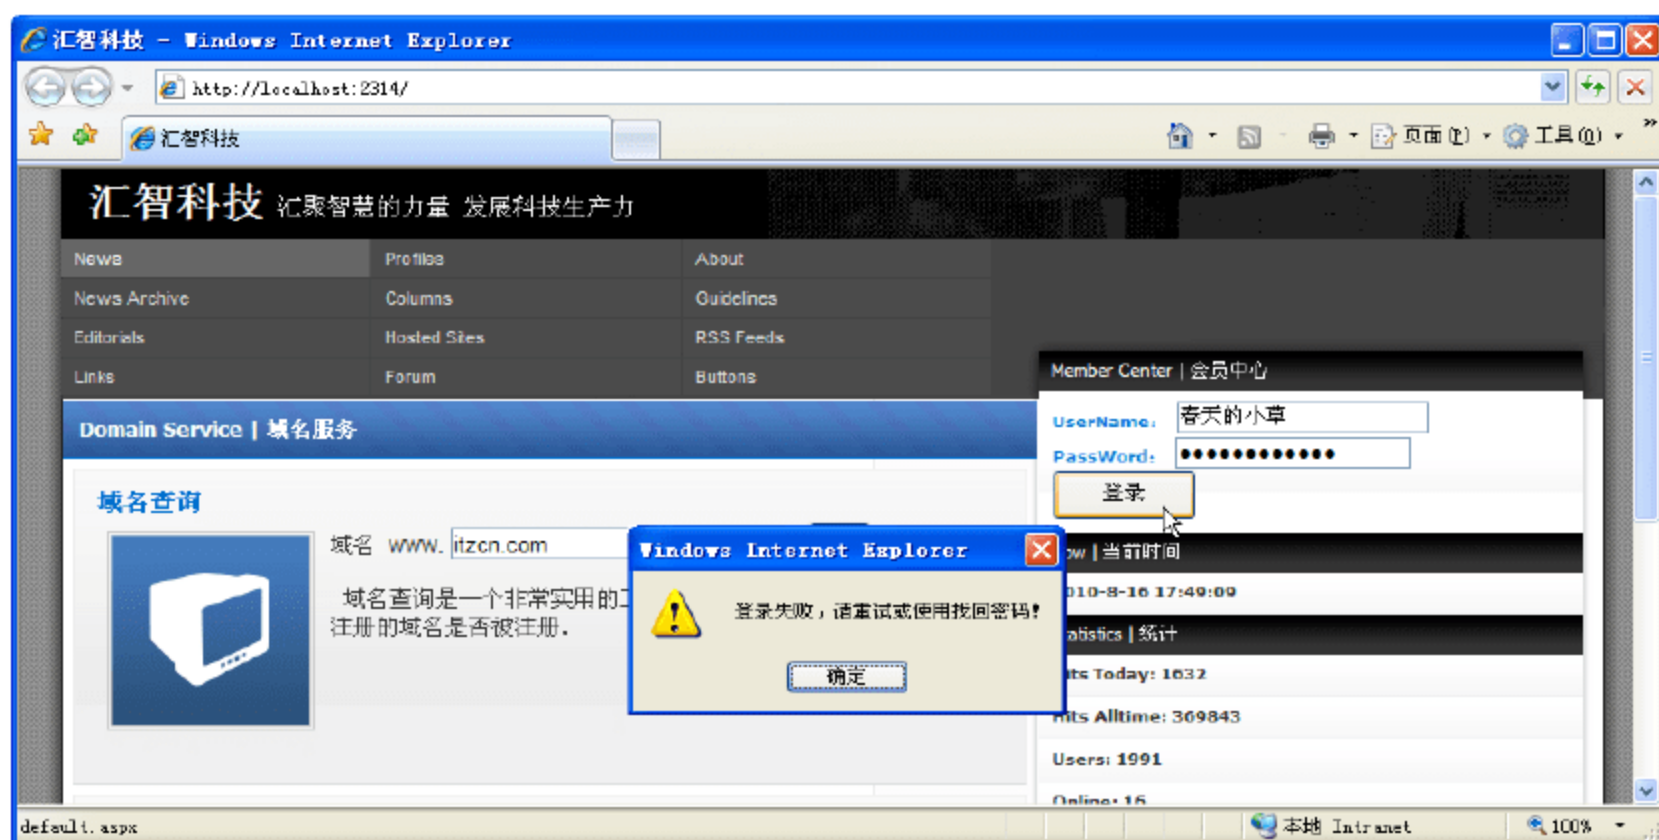 汇智科技 - Windows Internet Explorer
http://localhost:2314/
汇智科技
页面(P)
工具(O)
汇智科技 汇聚智慧的力量 发展科技生产力
News Profiles About
News Archive Columns Guidelines
Editorials Hosted Sites RSS Feeds
Links Forum Buttons
Member Center | 会员中心
UserName:
春天的小草
PassWord:
●●●●●●●●●●●●
登录
Domain Service | 域名服务
域名查询
域名 www. itzcn.com
域名查询是一个非常实用的
注册的域名是否被注册.
Windows Internet Explorer
登录失败，请重试或使用找回密码!
确定
| 当前时间
2010-8-16 17:49:09
| 统计
Hits Today: 1632
Hits Alltime: 369843
Users: 1991
Online: 16
default.aspx
本地 Intranet
100%